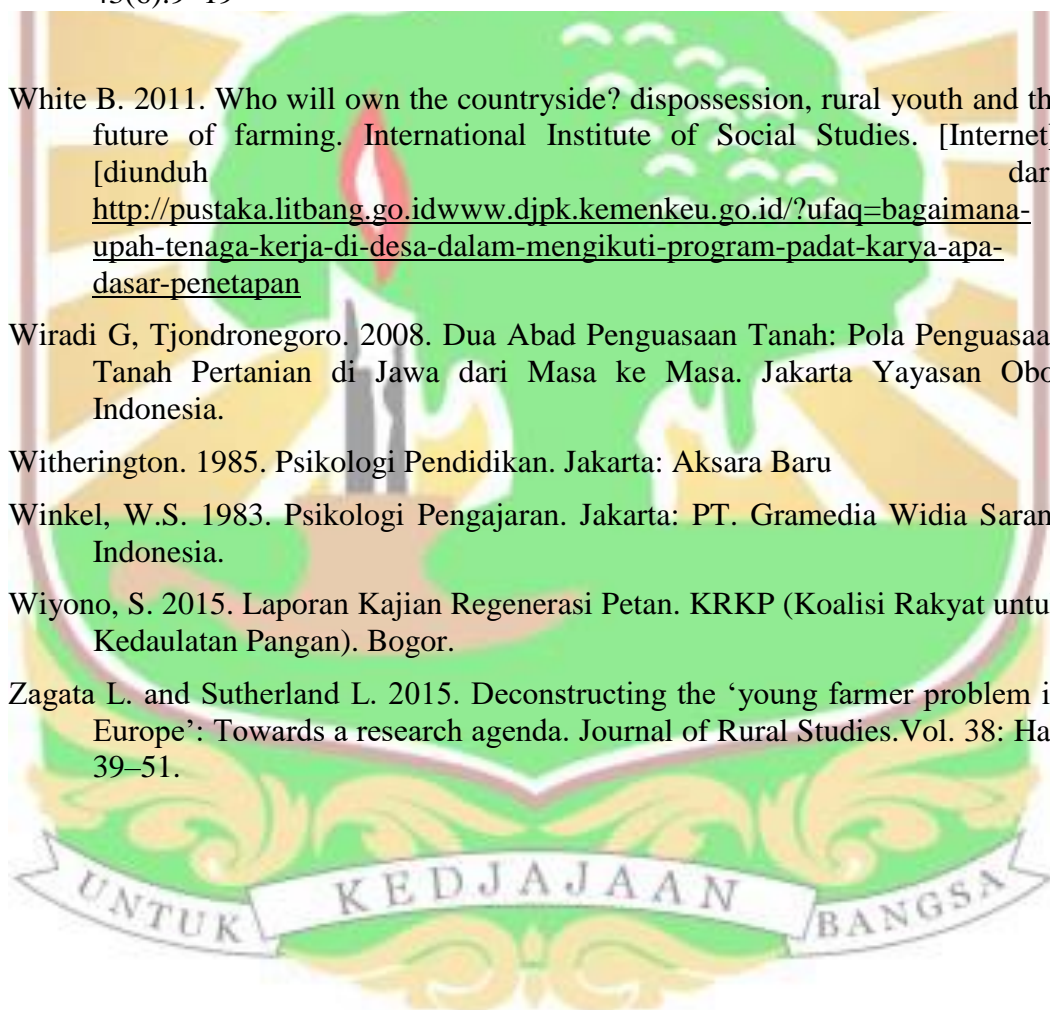 White B. 2011. Who will own the countryside? dispossession, rural youth and th
future of farming. International Institute of Social Studies. [Internet]
[diunduh dar
http://pustaka.litbang.go.idwww.djpk.kemenkeu.go.id/?ufaq=bagaimana-
upah-tenaga-kerja-di-desa-dalam-mengikuti-program-padat-karya-apa-
dasar-penetapan
Wiradi G, Tjondronegoro. 2008. Dua Abad Penguasaan Tanah: Pola Penguasaa
Tanah Pertanian di Jawa dari Masa ke Masa. Jakarta Yayasan Obo
Indonesia.
Witherington. 1985. Psikologi Pendidikan. Jakarta: Aksara Baru
Winkel, W.S. 1983. Psikologi Pengajaran. Jakarta: PT. Gramedia Widia Saran
Indonesia.
Wiyono, S. 2015. Laporan Kajian Regenerasi Petan. KRKP (Koalisi Rakyat untu
Kedaulatan Pangan). Bogor.
Zagata L. and Sutherland L. 2015. Deconstructing the ‘young farmer problem i
Europe’: Towards a research agenda. Journal of Rural Studies.Vol. 38: Ha
39–51.
UNTUK KEDJAJAAN BANGSA